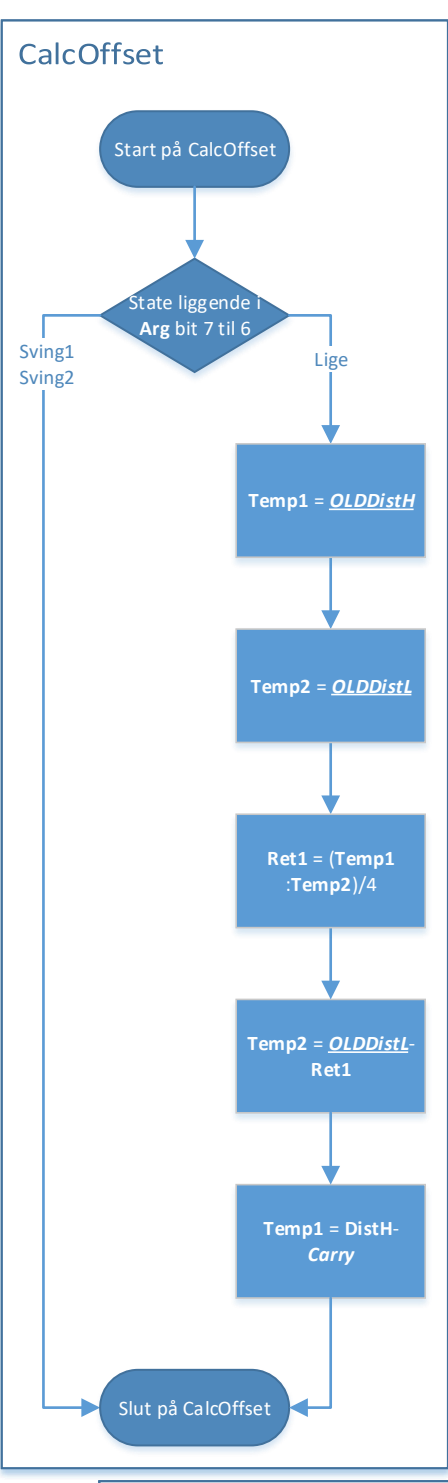 CalcOffset
Start på CalcOffset
State liggende i
Arg bit 7 til 6
Sving1
Sving2
Lige
Temp1 = OLDDistH
Temp2 = OLDDistL
Ret1 = (Temp1
:Temp2)/4
Temp2 = OLDDistL-
Ret1
Temp1 = DistH-
Carry
Slut på CalcOffset